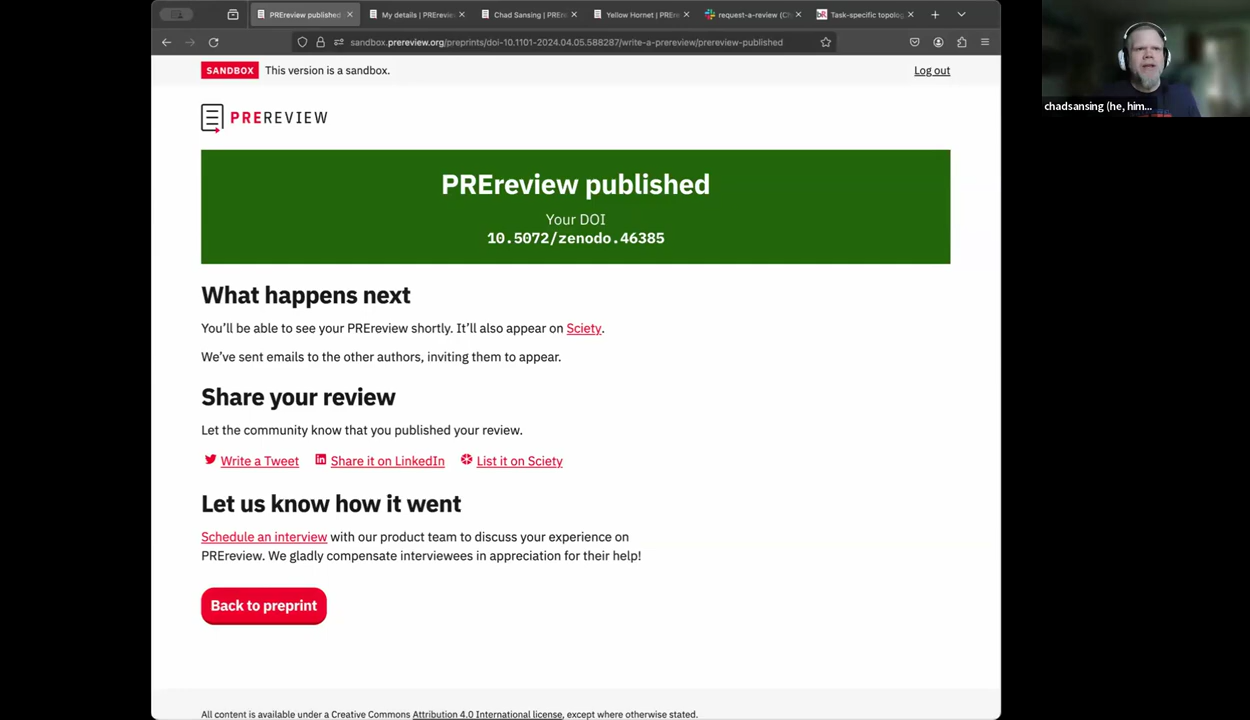 PREreview published
My details | PREreview
Chad Sansing | PREre
Yellow Hornet | PREre
request-a-review (Ch
Task-specific topolog
sandbox.prereview.org/preprints/doi-10.1101-2024.04.05.588287/write-a-prereview/prereview-published
SANDBOX This version is a sandbox.
Log out
chadsansing (he, him...
PREREVIEW
PREreview published
Your DOI
10.5072/zenodo.46385
What happens next
You'll be able to see your PREreview shortly. It'll also appear on Sciety.
We've sent emails to the other authors, inviting them to appear.
Share your review
Let the community know that you published your review.
Write a Tweet Share it on LinkedIn List it on Sciety
Let us know how it went
Schedule an interview with our product team to discuss your experience on
PREreview. We gladly compensate interviewees in appreciation for their help!
Back to preprint
All content is available under a Creative Commons Attribution 4.0 International license, except where otherwise stated.